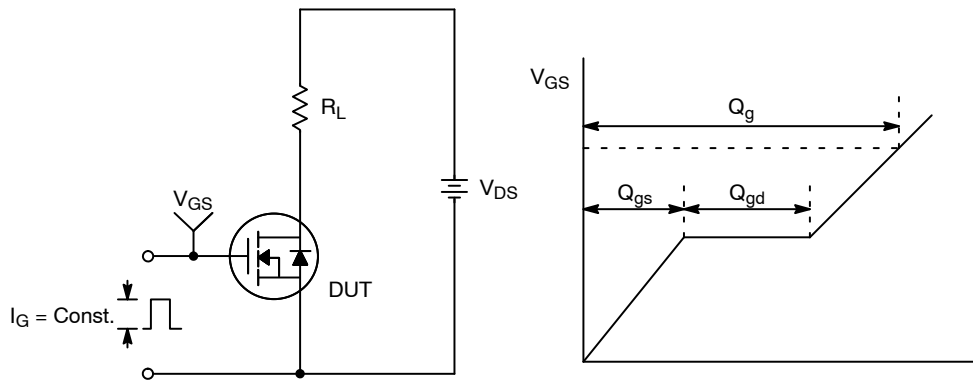 R_L
V_GS
V_DS
DUT
I_G = Const.
V_GS
Q_g
Q_gs
Q_gd